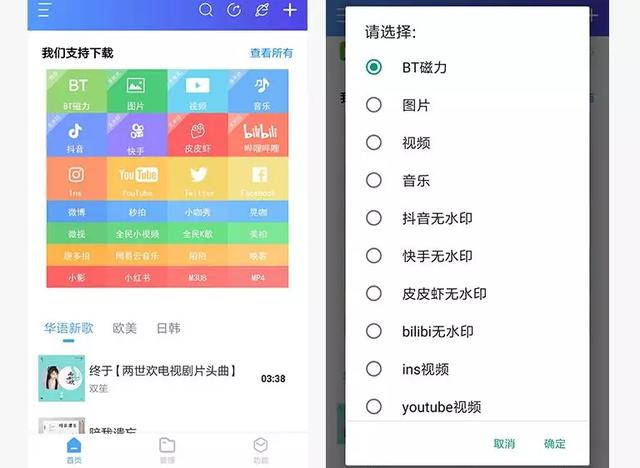 我们支持下载 查看所有
BT
BT磁力 图片 视频 音乐
bilibili
抖音 快手 皮皮虾 哔哩哔哩
You Tube
Ins YouTube Twitter Facebook
微博 秒拍 小咖秀 晃咖
微视 全民小视频 全民K歌 美拍
唐多拍 网易云音乐 陌陌 映客
小影 小红书 M3U8 MP4
华语新歌 欧美 日韩
终于【两世欢电视剧片头曲】
双笙
03:38
陪我遗忘
首页 管理 功能
请选择:
BT磁力
图片
视频
音乐
抖音无水印
快手无水印
皮皮虾无水印
bilibi无水印
ins视频
youtube视频
取消 确定